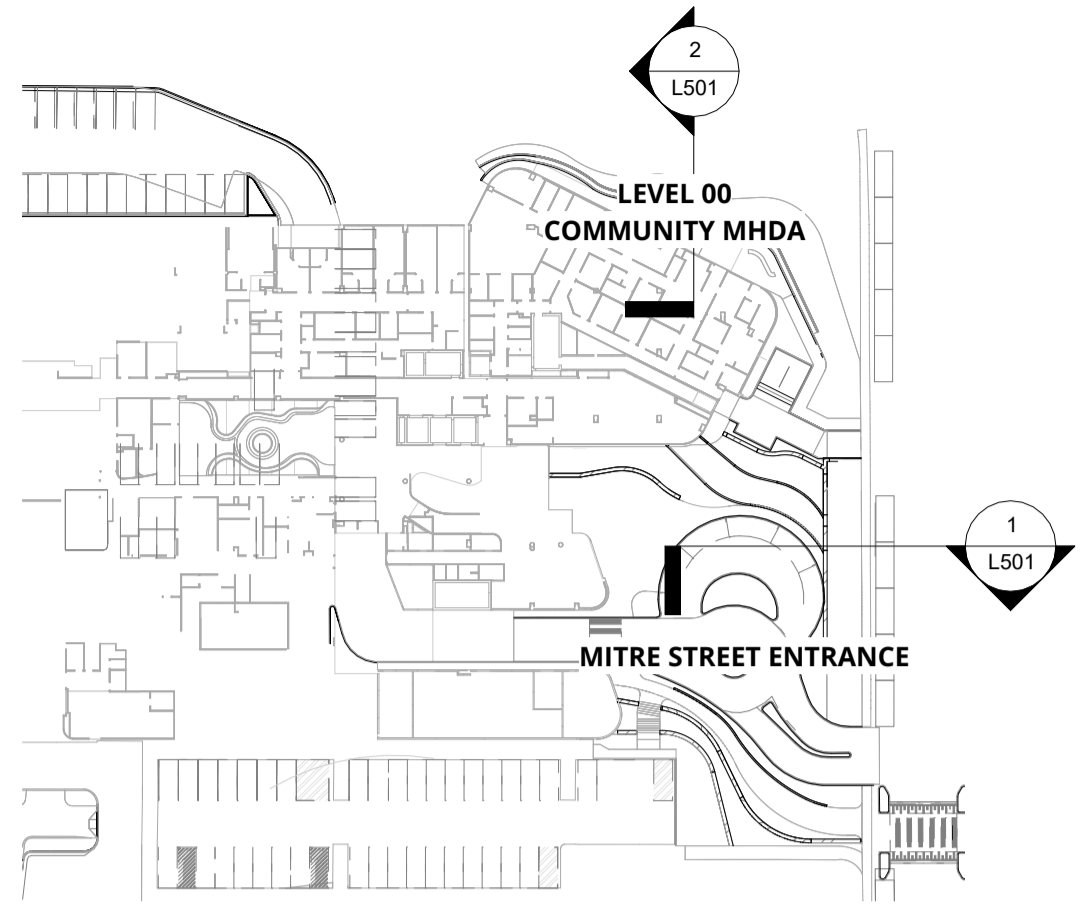 2
L501
LEVEL 00
COMMUNITY MHDA
1
L501
MITRE STREET ENTRANCE